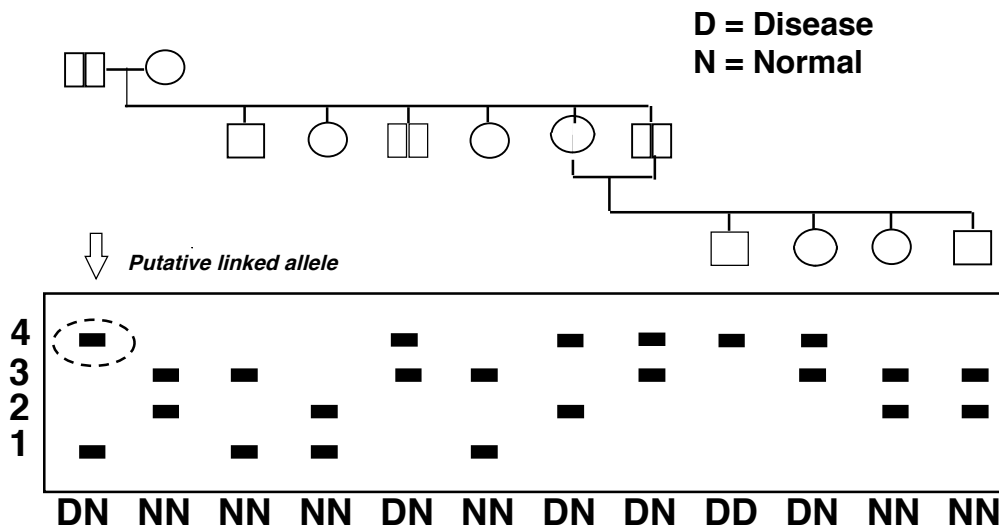 D = Disease
N = Normal
Putative linked allele
4
3
2
1
DN NN NN NN DN NN DN DN DD DN NN NN